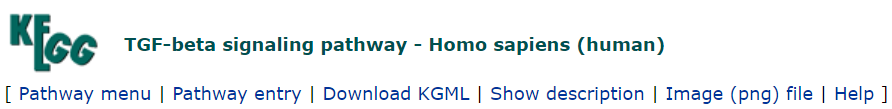 KEGG TGF-beta signaling pathway - Homo sapiens (human)
[ Pathway menu | Pathway entry | Download KGML | Show description | Image (png) file | Help ]